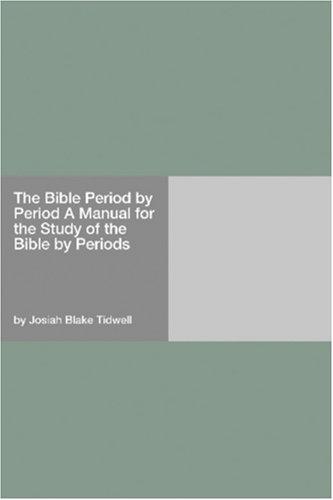 The Bible Period by
Period A Manual for
the Study of the
Bible by Periods
by Josiah Blake Tidwell